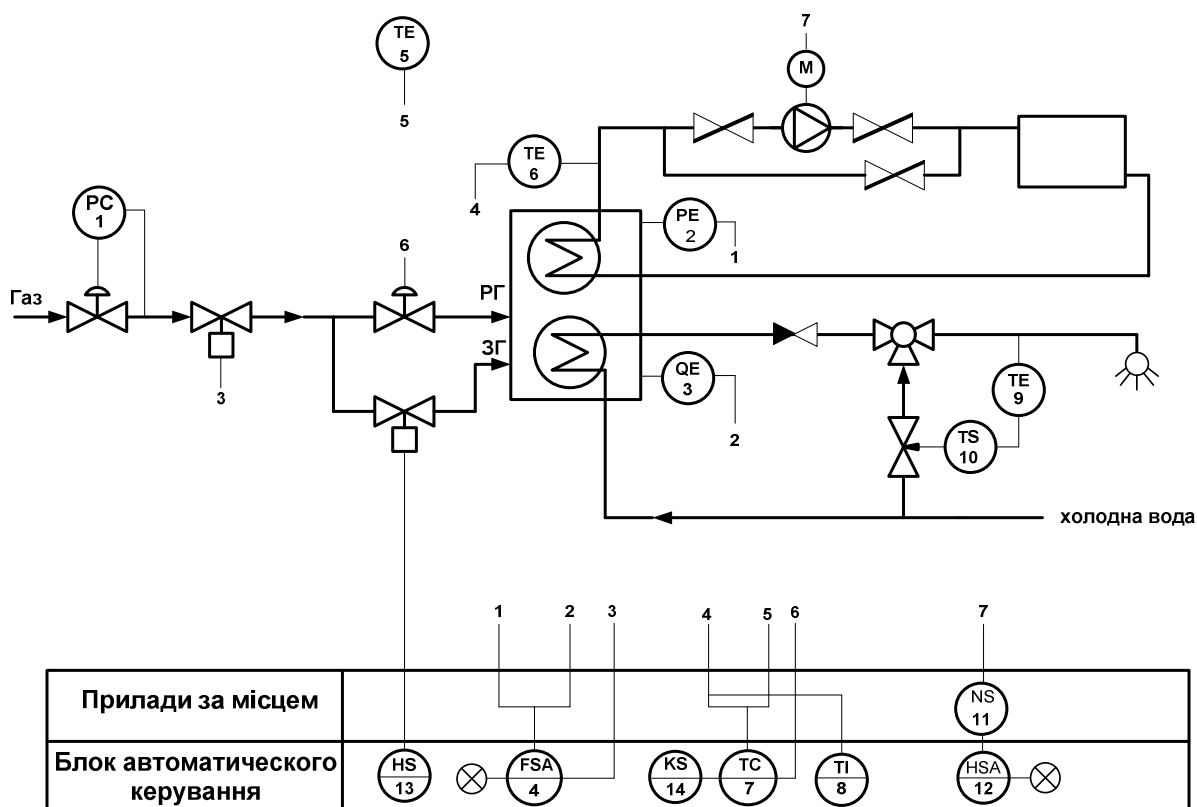 7
TE
5
5
M
TE
6
4
PC
1
PE
2
1
6
Газ
РГ
ЗГ
3
QE
3
2
TE
9
TS
10
холодна вода
1
2
3
4
5
6
7
Прилади за місцем
NS
11
Блок автоматического
керування
HS
13
FSA
4
KS
14
TC
7
TI
8
HSA
12